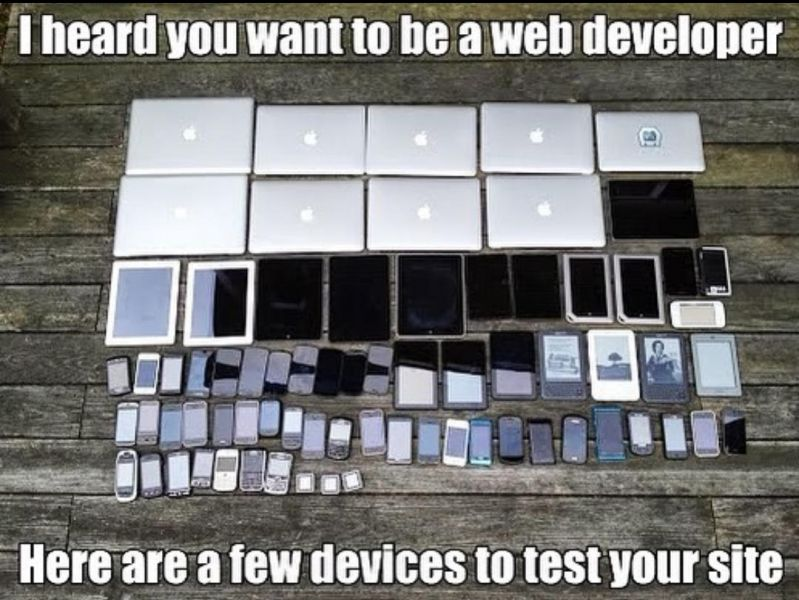 I heard you want to be a web developer
Here are a few devices to test your site